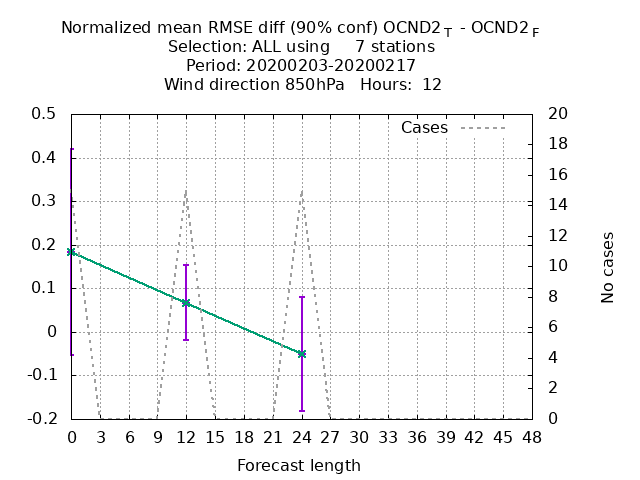 Normalized mean RMSE diff (90% conf) OCND2 T - OCND2 F
Selection: ALL using 7 stations
Period: 20200203-20200217
Wind direction 850hPa Hours: 12
Cases
0.5
0.4
0.3
0.2
0.1
0
-0.1
-0.2
20
18
16
14
12
10
8
6
4
2
0
No cases
0 3 6 9 12 15 18 21 24 27 30 33 36 39 42 45 48
Forecast length